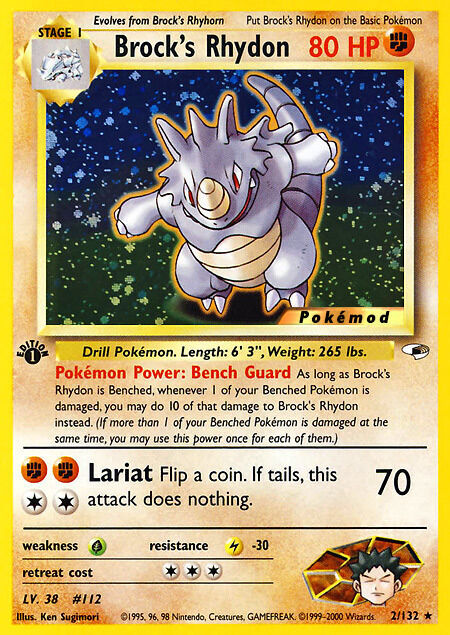 Evolves from Brock's Rhyhorn
Put Brock's Rhydon on the Basic Pokémon
STAGE 1
Brock's Rhydon 80 HP
Pokémod
EDITION
1
Drill Pokémon. Length: 6' 3", Weight: 265 lbs.
Pokémon Power: Bench Guard As long as Brock's
Rhydon is Benched, whenever 1 of your Benched Pokémon is
damaged, you may do 10 of that damage to Brock's Rhydon
instead. (If more than 1 of your Benched Pokémon is damaged at the
same time, you may use this power once for each of them.)
Lariat Flip a coin. If tails, this
attack does nothing.
70
weakness
resistance -30
retreat cost
LV. 38 #112
Illus. Ken Sugimori
©1995, 96, 98 Nintendo, Creatures, GAMEFREAK. ©1999-2000 Wizards.
2/132 ★